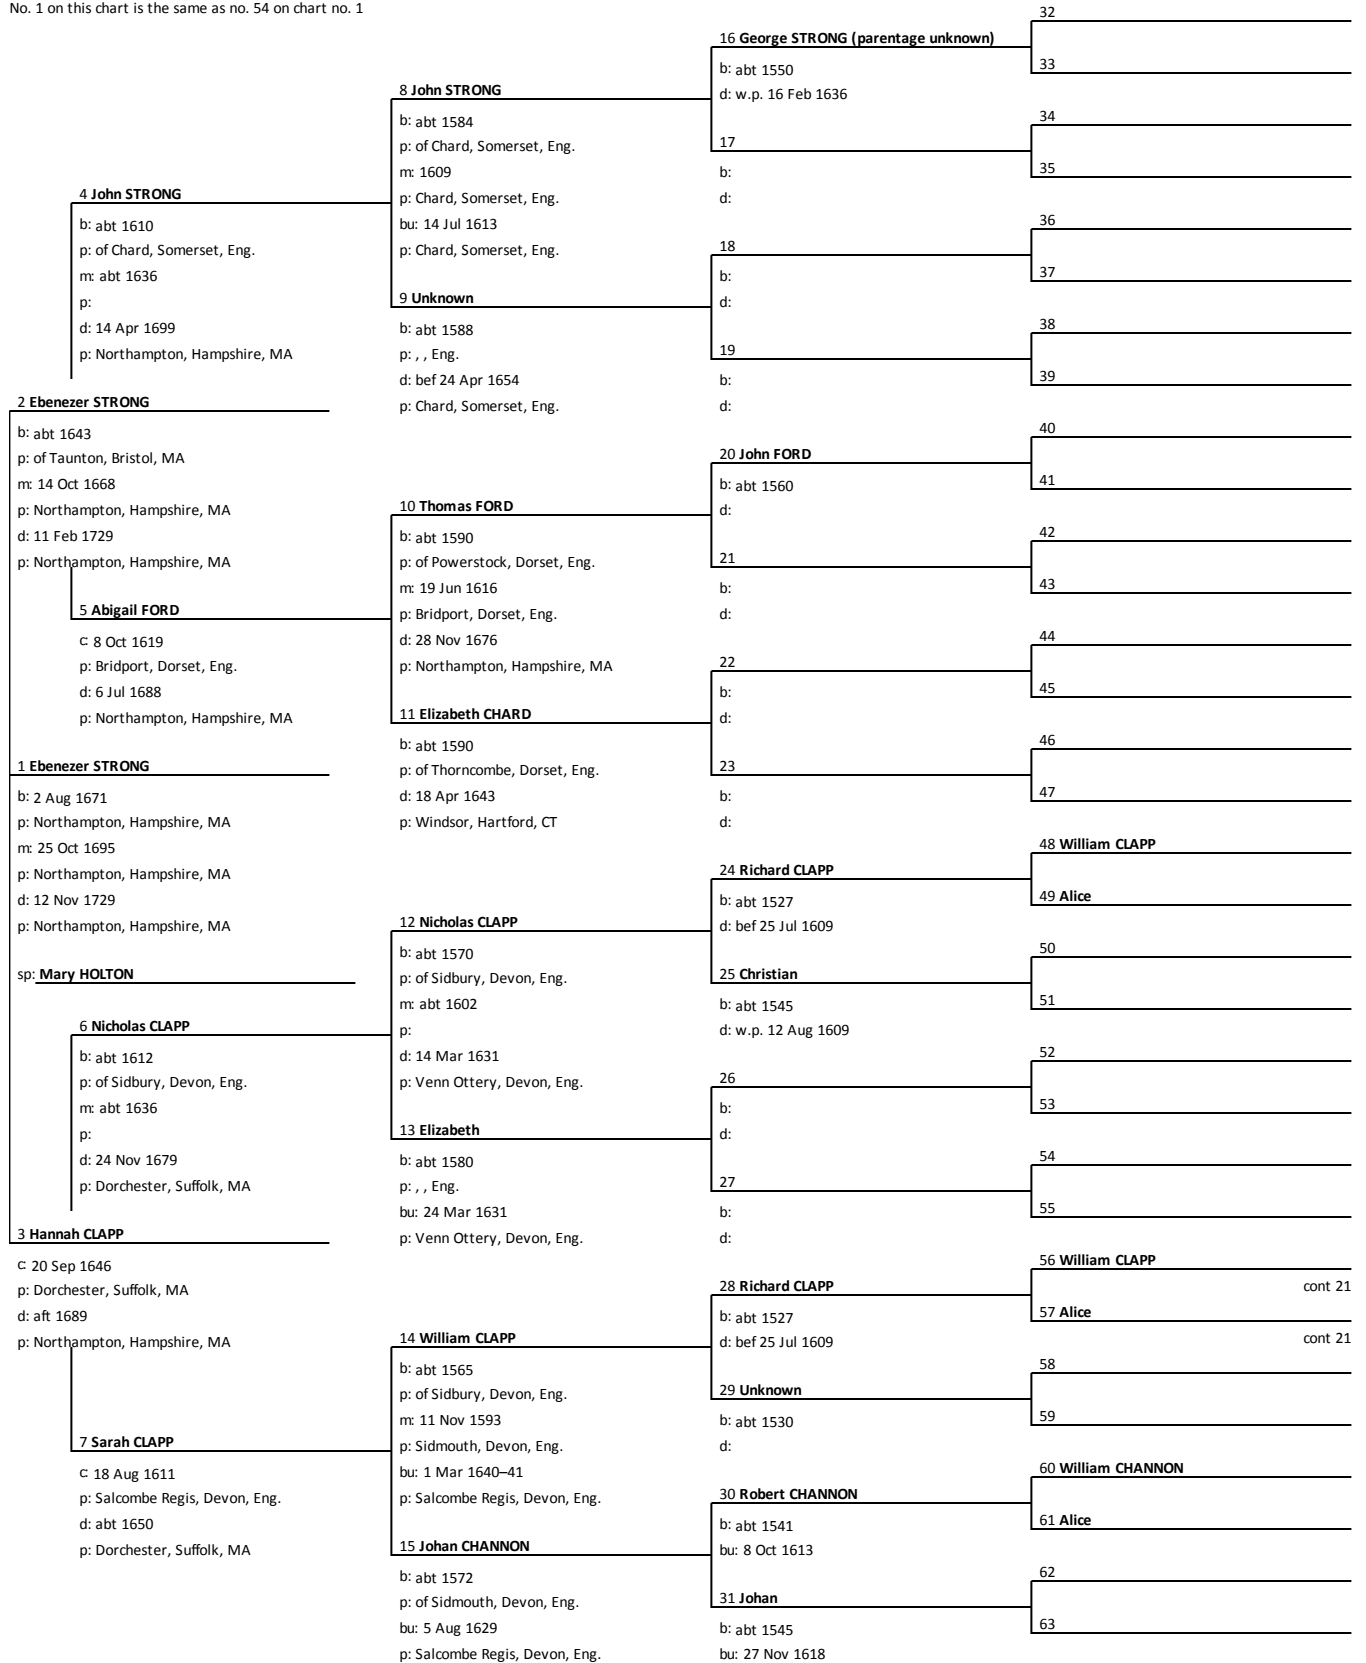 No. 1 on this chart is the same as no. 54 on chart no. 1
4 John STRONG
b: abt 1610
p: of Chard, Somerset, Eng.
m: abt 1636
p:
d: 14 Apr 1699
p: Northampton, Hampshire, MA
2 Ebenezer STRONG
b: abt 1643
p: of Taunton, Bristol, MA
m: 14 Oct 1668
p: Northampton, Hampshire, MA
d: 11 Feb 1729
p: Northampton, Hampshire, MA
5 Abigail FORD
c: 8 Oct 1619
p: Bridport, Dorset, Eng.
d: 6 Jul 1688
p: Northampton, Hampshire, MA
1 Ebenezer STRONG
b: 2 Aug 1671
p: Northampton, Hampshire, MA
m: 25 Oct 1695
p: Northampton, Hampshire, MA
d: 12 Nov 1729
p: Northampton, Hampshire, MA
sp: Mary HOLTON
6 Nicholas CLAPP
b: abt 1612
p: of Sidbury, Devon, Eng.
m: abt 1636
p:
d: 24 Nov 1679
p: Dorchester, Suffolk, MA
3 Hannah CLAPP
c: 20 Sep 1646
p: Dorchester, Suffolk, MA
d: aft 1689
p: Northampton, Hampshire, MA
7 Sarah CLAPP
c: 18 Aug 1611
p: Salcombe Regis, Devon, Eng.
d: abt 1650
p: Dorchester, Suffolk, MA
8 John STRONG
b: abt 1584
p: of Chard, Somerset, Eng.
m: 1609
p: Chard, Somerset, Eng.
bu: 14 Jul 1613
p: Chard, Somerset, Eng.
9 Unknown
b: abt 1588
p: , , Eng.
d: bef 24 Apr 1654
p: Chard, Somerset, Eng.
10 Thomas FORD
b: abt 1590
p: of Powerstock, Dorset, Eng.
m: 19 Jun 1616
p: Bridport, Dorset, Eng.
d: 28 Nov 1676
p: Northampton, Hampshire, MA
11 Elizabeth CHARD
b: abt 1590
p: of Thorncombe, Dorset, Eng.
d: 18 Apr 1643
p: Windsor, Hartford, CT
12 Nicholas CLAPP
b: abt 1570
p: of Sidbury, Devon, Eng.
m: abt 1602
p:
d: 14 Mar 1631
p: Venn Ottery, Devon, Eng.
13 Elizabeth
b: abt 1580
p: , , Eng.
bu: 24 Mar 1631
p: Venn Ottery, Devon, Eng.
14 William CLAPP
b: abt 1565
p: of Sidbury, Devon, Eng.
m: 11 Nov 1593
p: Sidmouth, Devon, Eng.
bu: 1 Mar 1640–41
p: Salcombe Regis, Devon, Eng.
15 Johan CHANNON
b: abt 1572
p: of Sidmouth, Devon, Eng.
bu: 5 Aug 1629
p: Salcombe Regis, Devon, Eng.
16 George STRONG (parentage unknown)
b: abt 1550
d: w.p. 16 Feb 1636
17
b:
d:
18
b:
d:
19
b:
d:
20 John FORD
b: abt 1560
d:
21
b:
d:
22
b:
d:
23
b:
d:
24 Richard CLAPP
b: abt 1527
d: bef 25 Jul 1609
25 Christian
b: abt 1545
d: w.p. 12 Aug 1609
26
b:
d:
27
b:
d:
28 Richard CLAPP
b: abt 1527
d: bef 25 Jul 1609
29 Unknown
b: abt 1530
d:
30 Robert CHANNON
b: abt 1541
bu: 8 Oct 1613
31 Johan
b: abt 1545
bu: 27 Nov 1618
32
33
34
35
36
37
38
39
40
41
42
43
44
45
46
47
48 William CLAPP
49 Alice
50
51
52
53
54
55
56 William CLAPP
cont 21
57 Alice
cont 21
58
59
60 William CHANNON
61 Alice
62
63